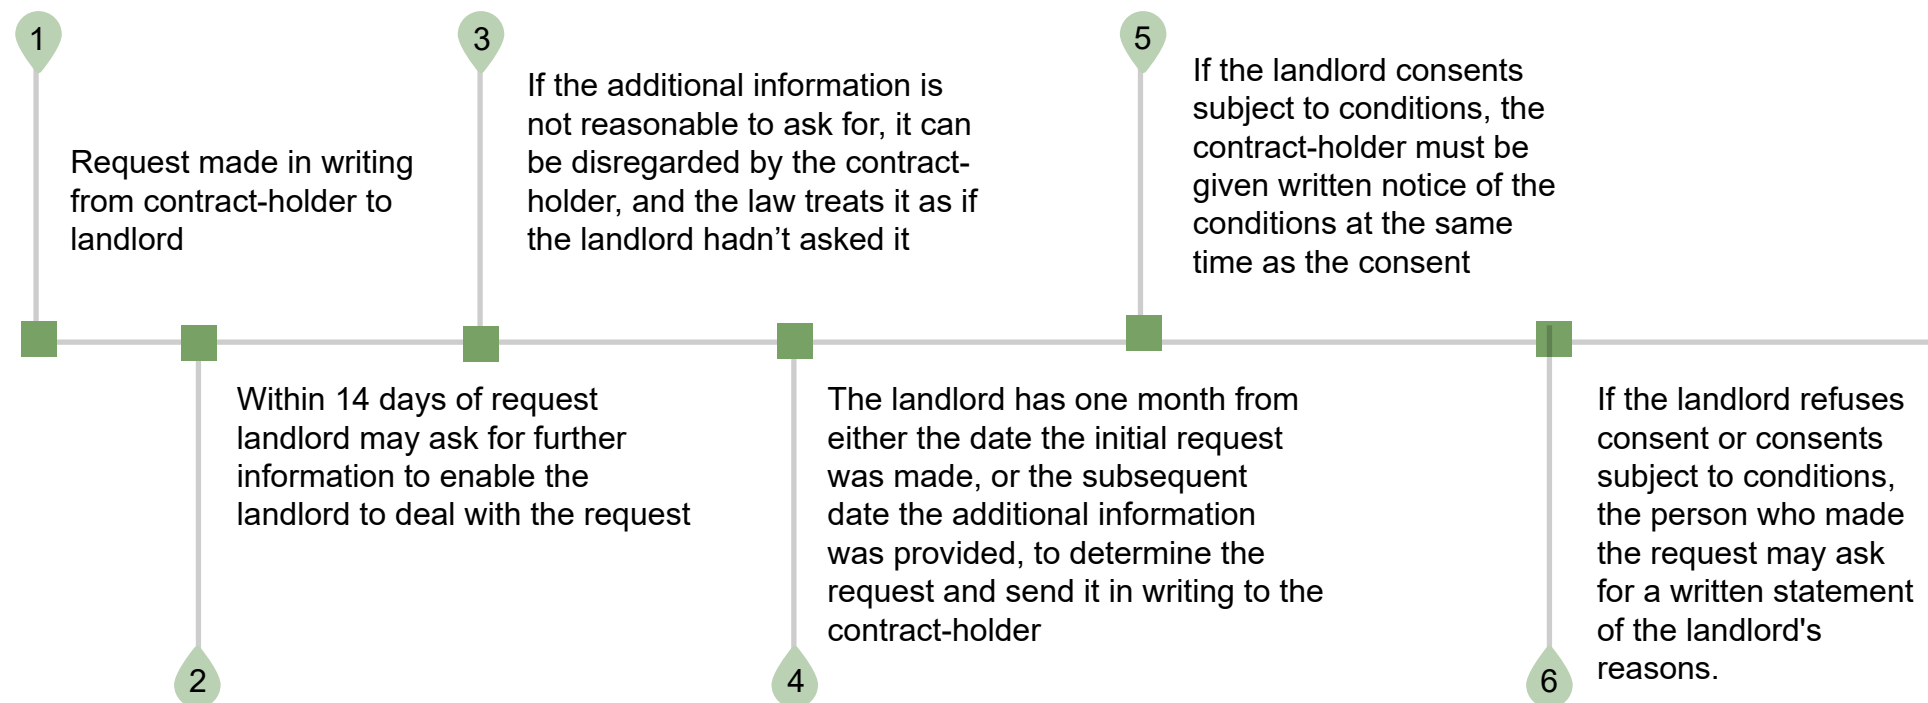 1
Request made in writing
from contract-holder to
landlord
2
Within 14 days of request
landlord may ask for further
information to enable the
landlord to deal with the request
3
If the additional information is
not reasonable to ask for, it can
be disregarded by the contract-
holder, and the law treats it as if
the landlord hadn’t asked it
4
The landlord has one month from
either the date the initial request
was made, or the subsequent
date the additional information
was provided, to determine the
request and send it in writing to the
contract-holder
5
If the landlord consents
subject to conditions, the
contract-holder must be
given written notice of the
conditions at the same
time as the consent
6
If the landlord refuses
consent or consents
subject to conditions,
the person who made
the request may ask
for a written statement
of the landlord's
reasons.